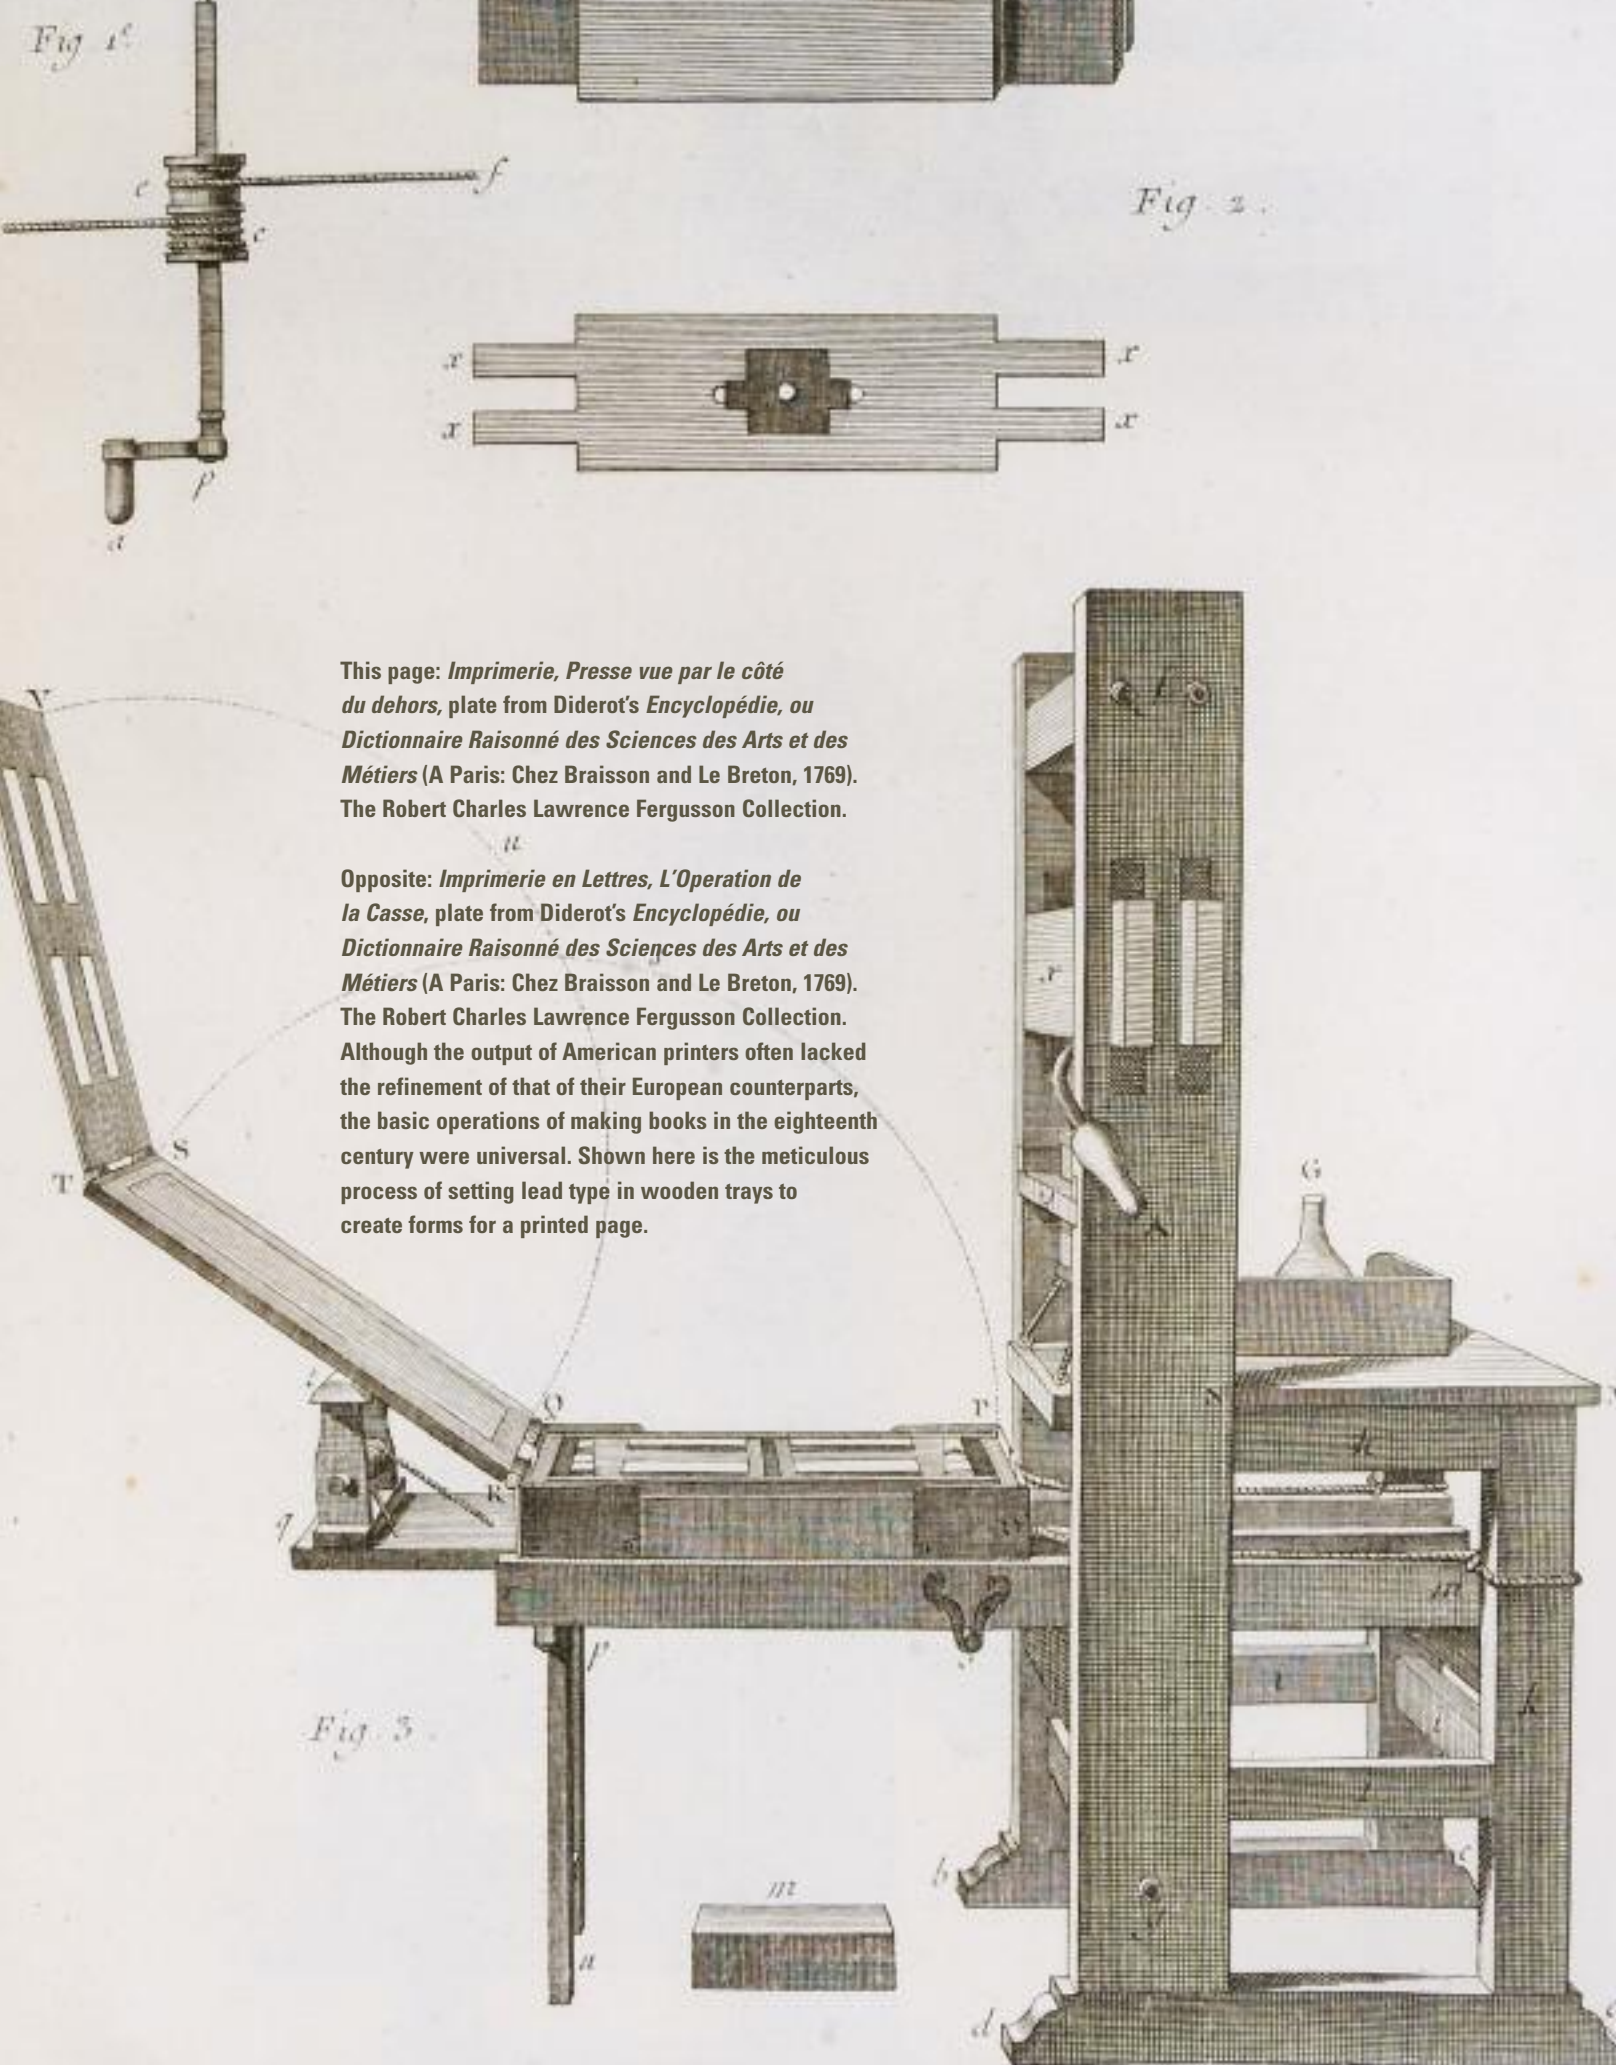 Fig 1e
e
f
e
Fig. 2.
x
x
x
x
p
a
This page: Imprimerie, Presse vue par le côté
du dehors, plate from Diderot's Encyclopédie, ou
Dictionnaire Raisonné des Sciences des Arts et des
Métiers (A Paris: Chez Braisson and Le Breton, 1769).
The Robert Charles Lawrence Fergusson Collection.
Opposite: Imprimerie en Lettres, L'Operation de
la Casse, plate from Diderot's Encyclopédie, ou
Dictionnaire Raisonné des Sciences des Arts et des
Métiers (A Paris: Chez Braisson and Le Breton, 1769).
The Robert Charles Lawrence Fergusson Collection.
Although the output of American printers often lacked
the refinement of that of their European counterparts,
the basic operations of making books in the eighteenth
century were universal. Shown here is the meticulous
process of setting lead type in wooden trays to
create forms for a printed page.
V
u
x
S
T
G
A
t
Q
P
N
k
R
q
m
p
s
i
i
k
l
Fig. 3.
b
c
m
g
u
d